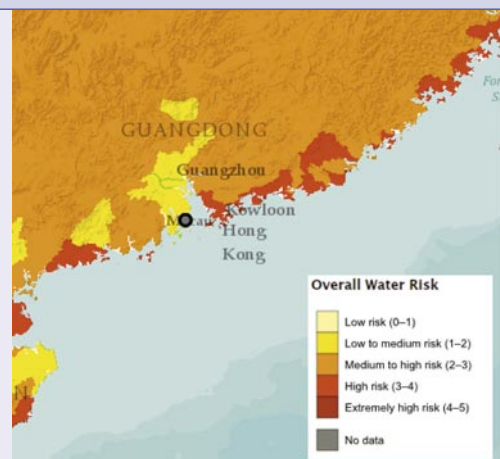 GUANGDONG
Guangzhou
Macau
Kowloon
Hong
Kong
Overall Water Risk
Low risk (0–1)
Low to medium risk (1–2)
Medium to high risk (2–3)
High risk (3–4)
Extremely high risk (4–5)
No data